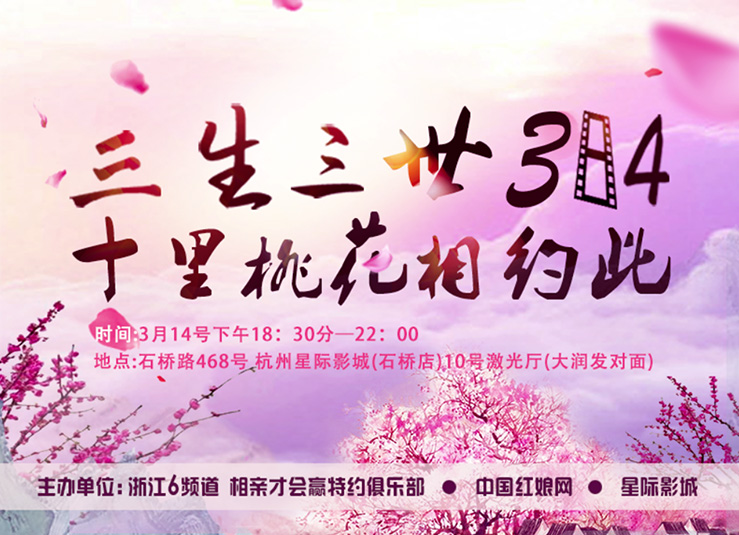 三生三世314
十里桃花相约此
时间:3月14号下午18：30分—22：00
地点:石桥路468号 杭州星际影城(石桥店)10号激光厅(大润发对面)
主办单位: 浙江6频道 相亲才会赢特约俱乐部 ● 中国红娘网 ● 星际影城